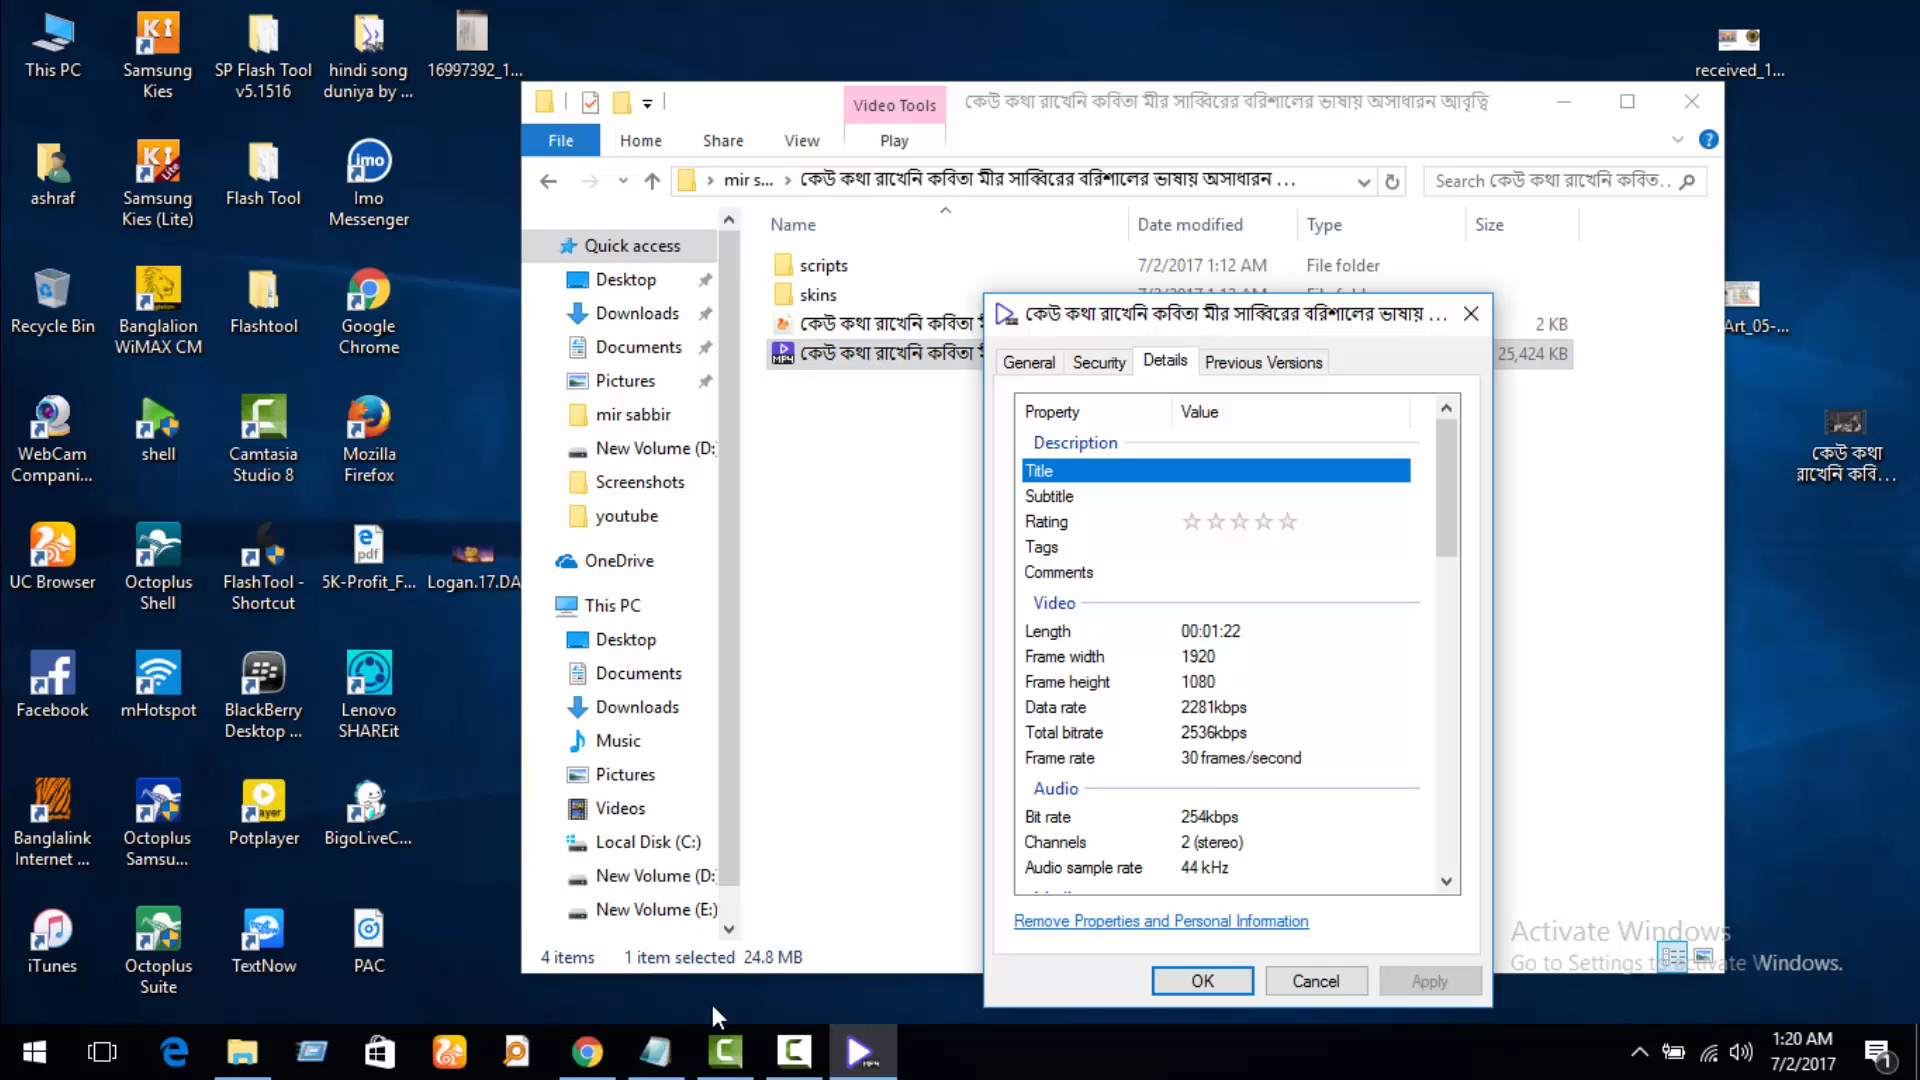 This PC
Samsung
Kies
SP Flash Tool
v5.1516
hindi song
duniya by ...
16997392_1...
received_1...
ashraf
Samsung
Kies (Lite)
Flash Tool
Imo
Messenger
Recycle Bin
Banglalion
WiMAX CM
Flashtool
Google
Chrome
Art_05-...
WebCam
Compani...
shell
Camtasia
Studio 8
Mozilla
Firefox
কেউ কথা
রাখেনি কবি...
UC Browser
Octoplus
Shell
FlashTool -
Shortcut
5K-Profit_F...
Logan.17.DA
Facebook
mHotspot
BlackBerry
Desktop ...
Lenovo
SHAREit
Banglalink
Internet ...
Octoplus
Samsu...
Potplayer
BigoLiveC...
iTunes
Octoplus
Suite
TextNow
PAC
Video Tools
কেউ কথা রাখেনি কবিতা মীর সাব্বিরের বরিশালের ভাষায় অসাধারন আবৃত্বি
File Home Share View Play
mir s... কেউ কথা রাখেনি কবিতা মীর সাব্বিরের বরিশালের ভাষায় অসাধারন ...
Search কেউ কথা রাখেনি কবিত...
Name Date modified Type Size
scripts 7/2/2017 1:12 AM File folder
skins
কেউ কথা রাখেনি কবিতা 2 KB
কেউ কথা রাখেনি কবিতা 25,424 KB
Quick access
Desktop
Downloads
Documents
Pictures
mir sabbir
New Volume (D:
Screenshots
youtube
OneDrive
This PC
Desktop
Documents
Downloads
Music
Pictures
Videos
Local Disk (C:)
New Volume (D:
New Volume (E:)
4 items 1 item selected 24.8 MB
কেউ কথা রাখেনি কবিতা মীর সাব্বিরের বরিশালের ভাষায় ...
General Security Details Previous Versions
Property Value
Description
Title
Subtitle
Rating
Tags
Comments
Video
Length 00:01:22
Frame width 1920
Frame height 1080
Data rate 2281kbps
Total bitrate 2536kbps
Frame rate 30 frames/second
Audio
Bit rate 254kbps
Channels 2 (stereo)
Audio sample rate 44 kHz
Remove Properties and Personal Information
OK Cancel Apply
Activate Windows
Go to Settings to activate Windows.
1:20 AM
7/2/2017